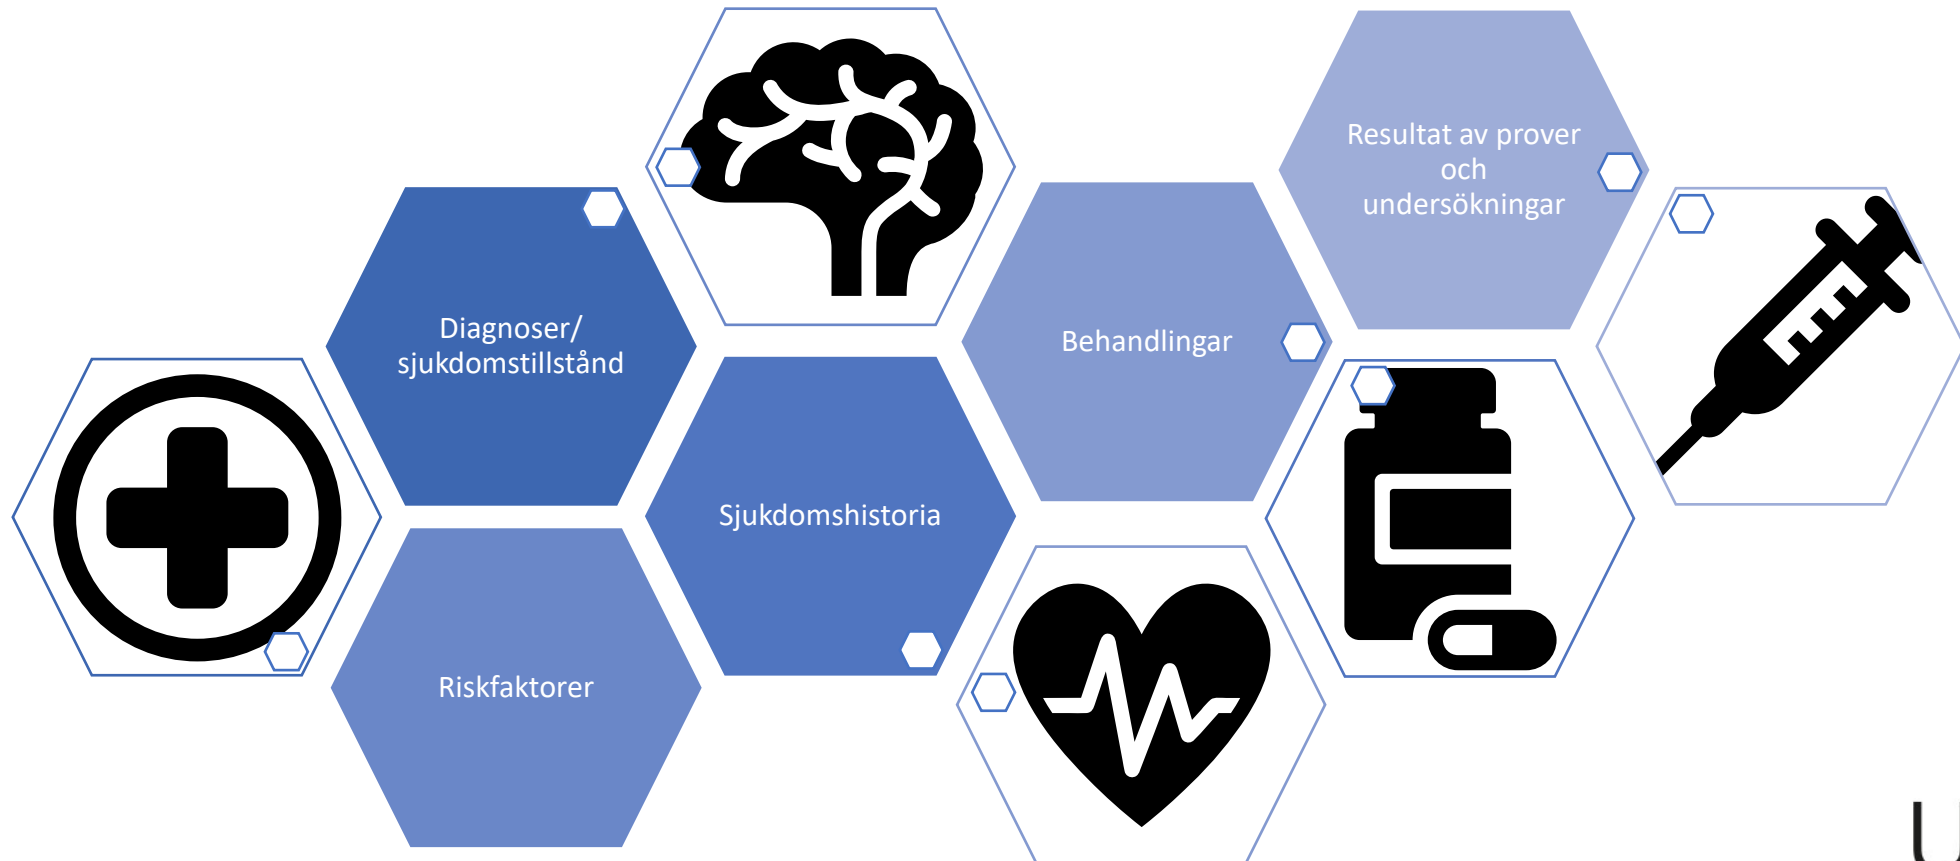 Resultat av prover
och
undersökningar
Diagnoser/
sjukdomstillstånd
Behandlingar
Sjukdomshistoria
Riskfaktorer